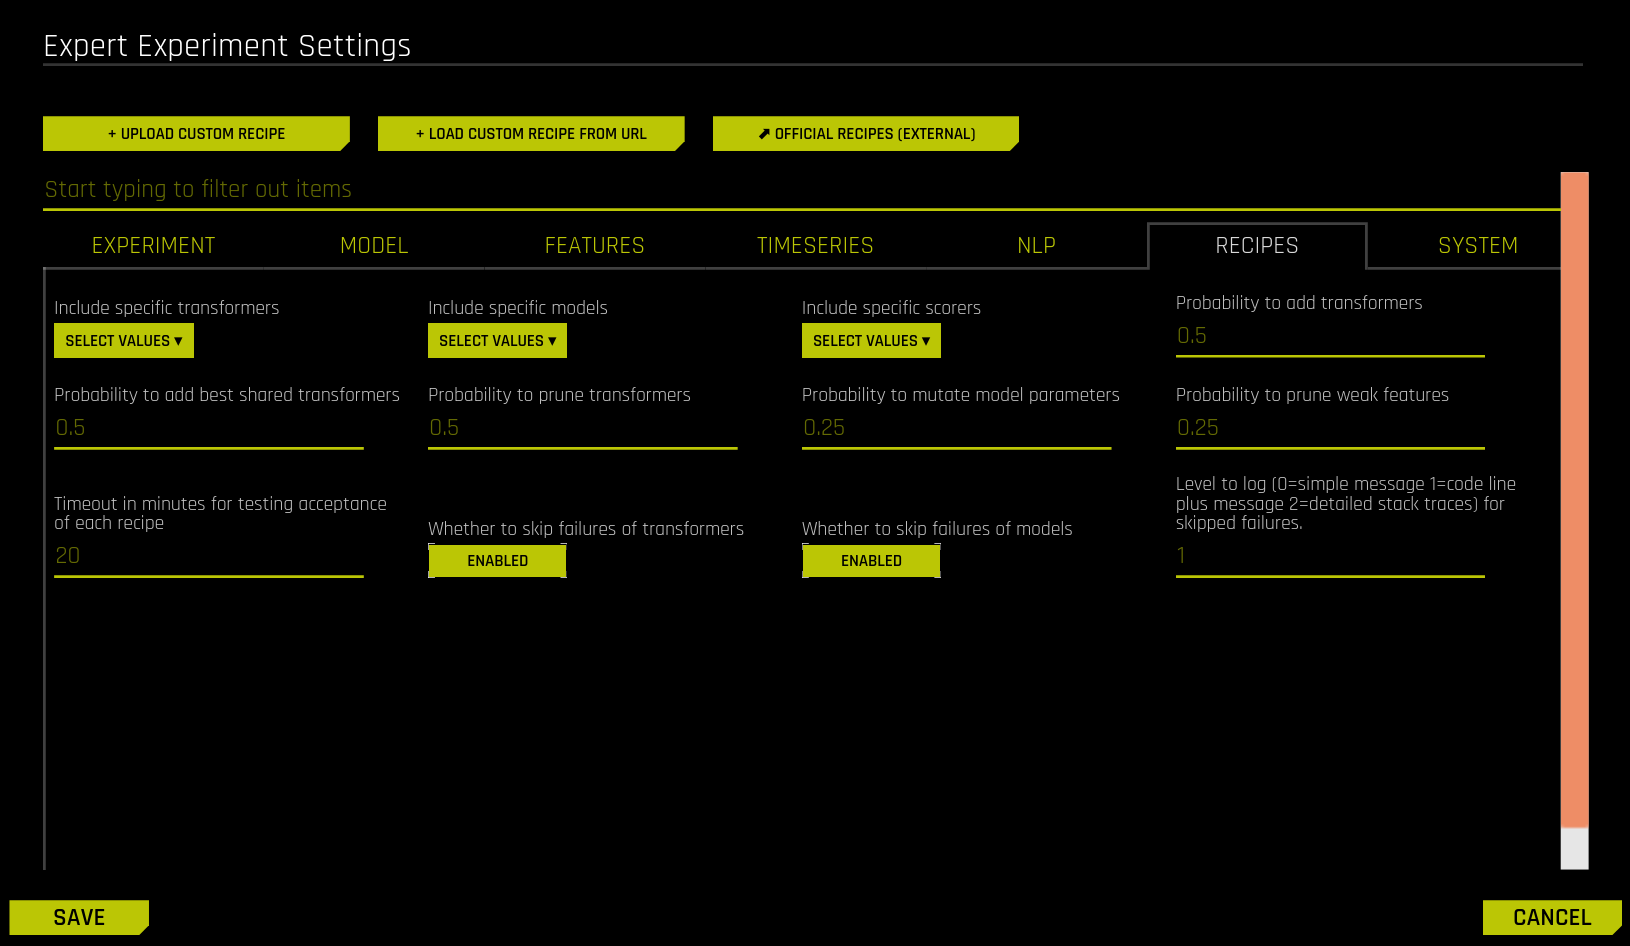 Expert Experiment Settings
+ UPLOAD CUSTOM RECIPE
+ LOAD CUSTOM RECIPE FROM URL
⬈ OFFICIAL RECIPES (EXTERNAL)
Start typing to filter out items
EXPERIMENT
MODEL
FEATURES
TIMESERIES
NLP
RECIPES
SYSTEM
Include specific transformers
SELECT VALUES ▾
Include specific models
SELECT VALUES ▾
Include specific scorers
SELECT VALUES ▾
Probability to add transformers
0.5
Probability to add best shared transformers
0.5
Probability to prune transformers
0.5
Probability to mutate model parameters
0.25
Probability to prune weak features
0.25
Timeout in minutes for testing acceptance
of each recipe
20
Whether to skip failures of transformers
ENABLED
Whether to skip failures of models
ENABLED
Level to log (0=simple message 1=code line
plus message 2=detailed stack traces) for
skipped failures.
1
SAVE
CANCEL